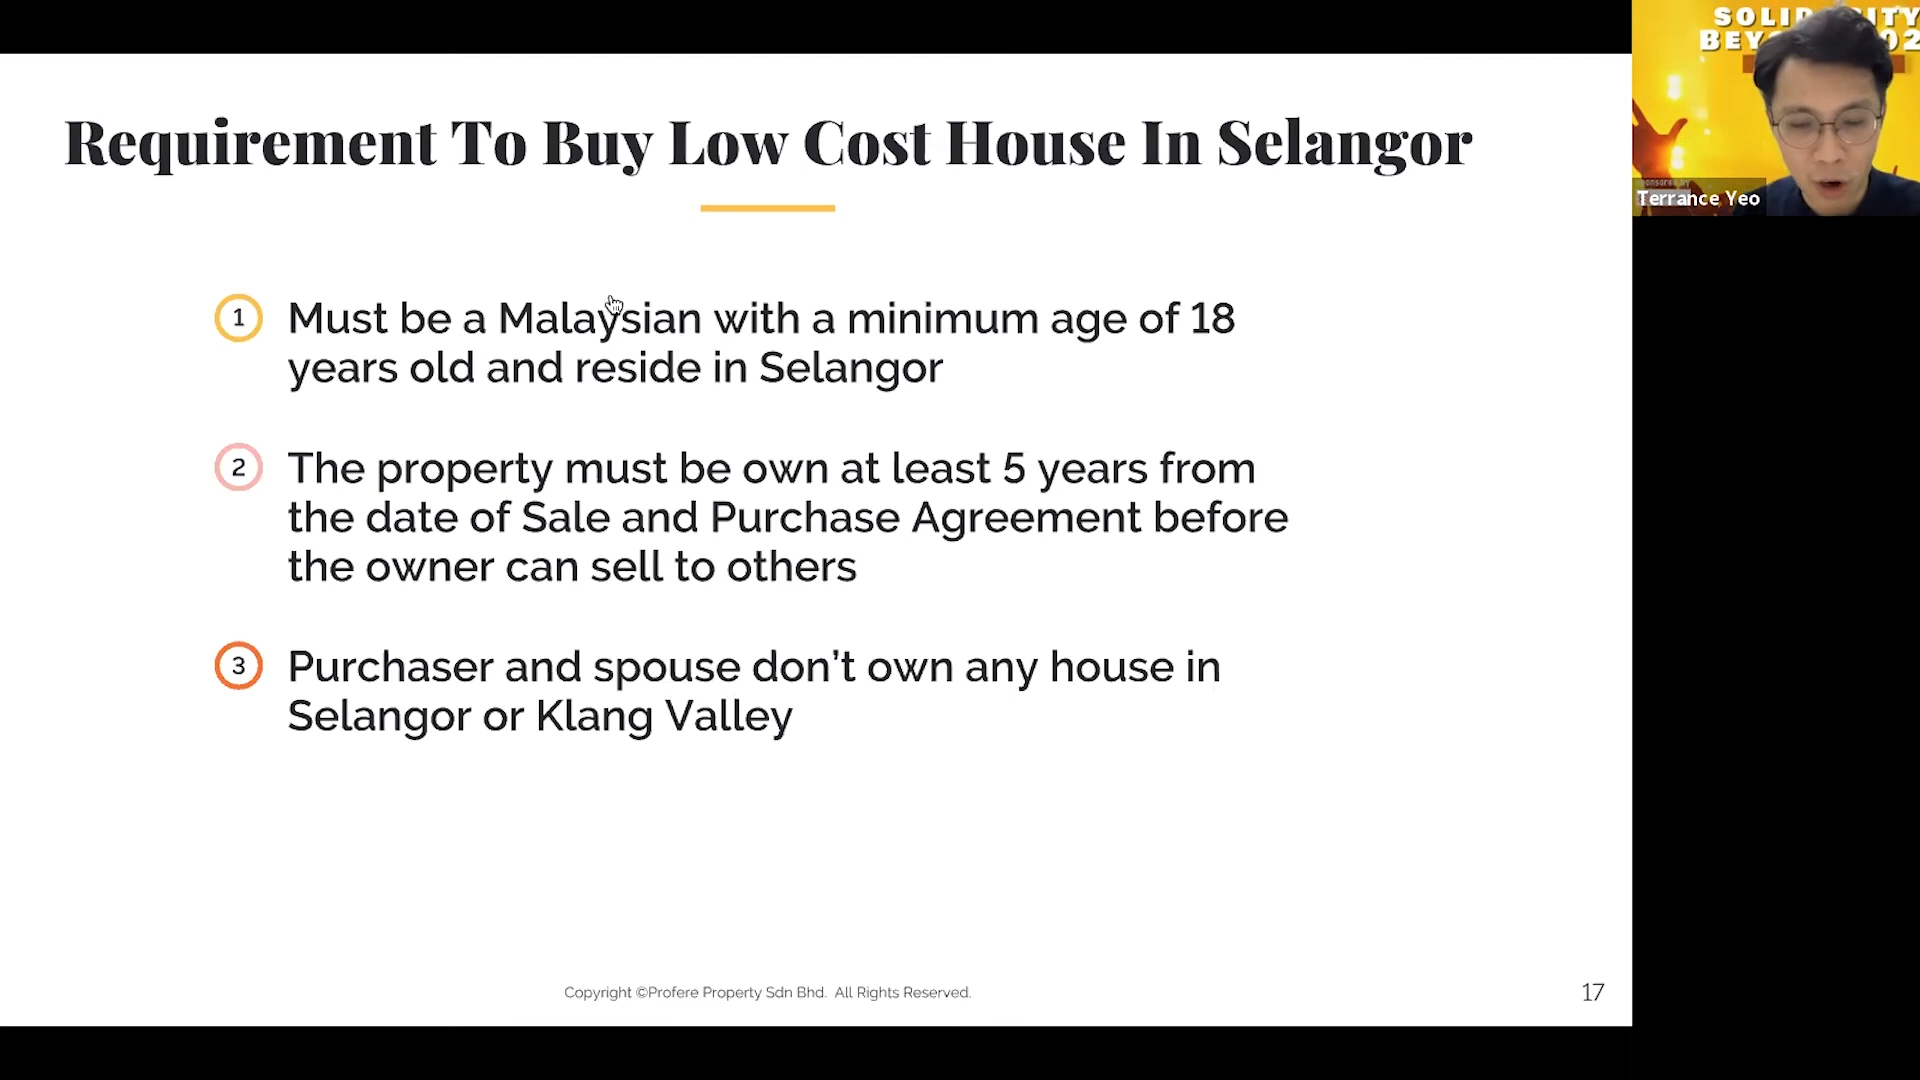 Requirement To Buy Low Cost House In Selangor
1 Must be a Malaysian with a minimum age of 18
years old and reside in Selangor
2 The property must be own at least 5 years from
the date of Sale and Purchase Agreement before
the owner can sell to others
3 Purchaser and spouse don't own any house in
Selangor or Klang Valley
Copyright ©Profere Property Sdn Bhd. All Rights Reserved.
17
Terrance Yeo